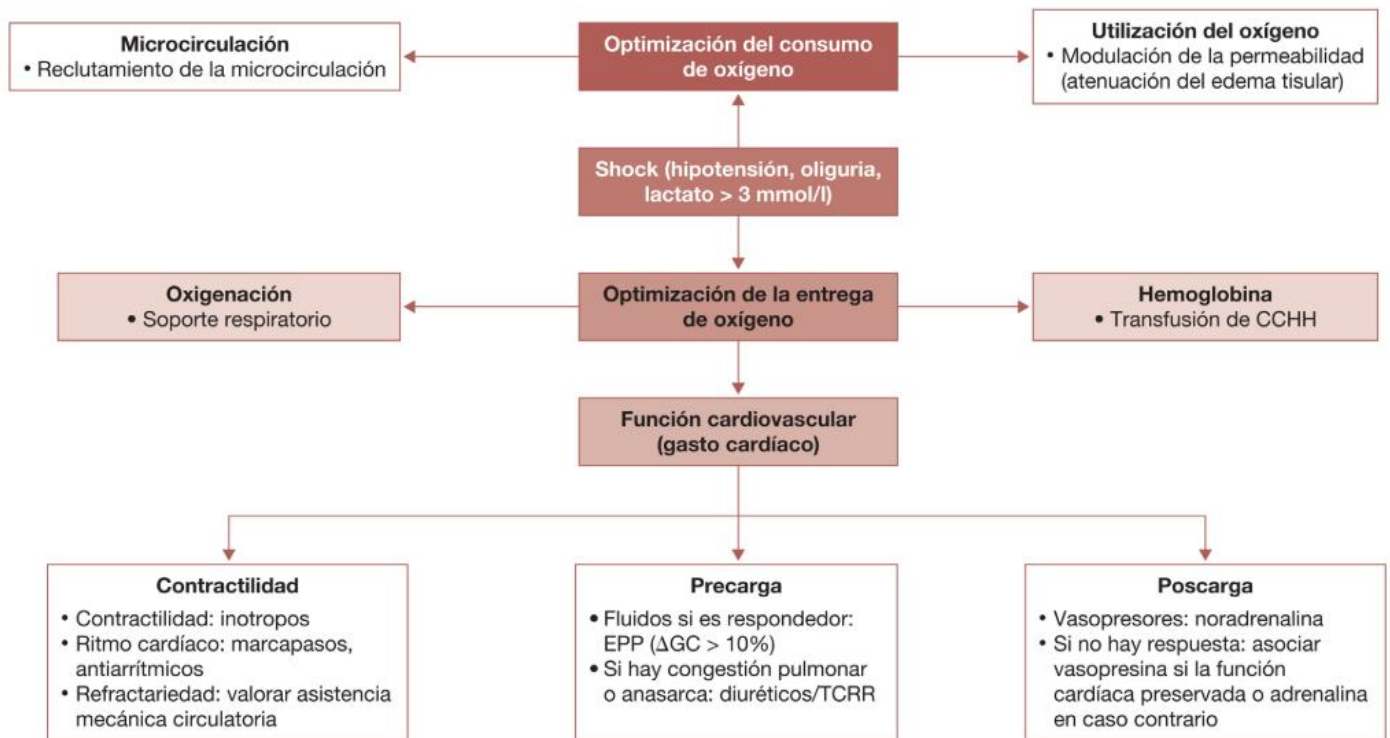 Microcirculación
• Reclutamiento de la microcirculación
Optimización del consumo
de oxígeno
Utilización del oxígeno
• Modulación de la permeabilidad
(atenuación del edema tisular)
Shock (hipotensión, oliguria,
lactato > 3 mmol/l)
Oxigenación
• Soporte respiratorio
Optimización de la entrega
de oxígeno
Hemoglobina
• Transfusión de CCHH
Función cardiovascular
(gasto cardíaco)
Contractilidad
• Contractilidad: inotropos
• Ritmo cardíaco: marcapasos,
antiarrítmicos
• Refractariedad: valorar asistencia
mecánica circulatoria
Precarga
• Fluidos si es respondedor:
EPP (ΔGC > 10%)
• Si hay congestión pulmonar
o anasarca: diuréticos/TCRR
Poscarga
• Vasopresores: noradrenalina
• Si no hay respuesta: asociar
vasopresina si la función
cardíaca preservada o adrenalina
en caso contrario